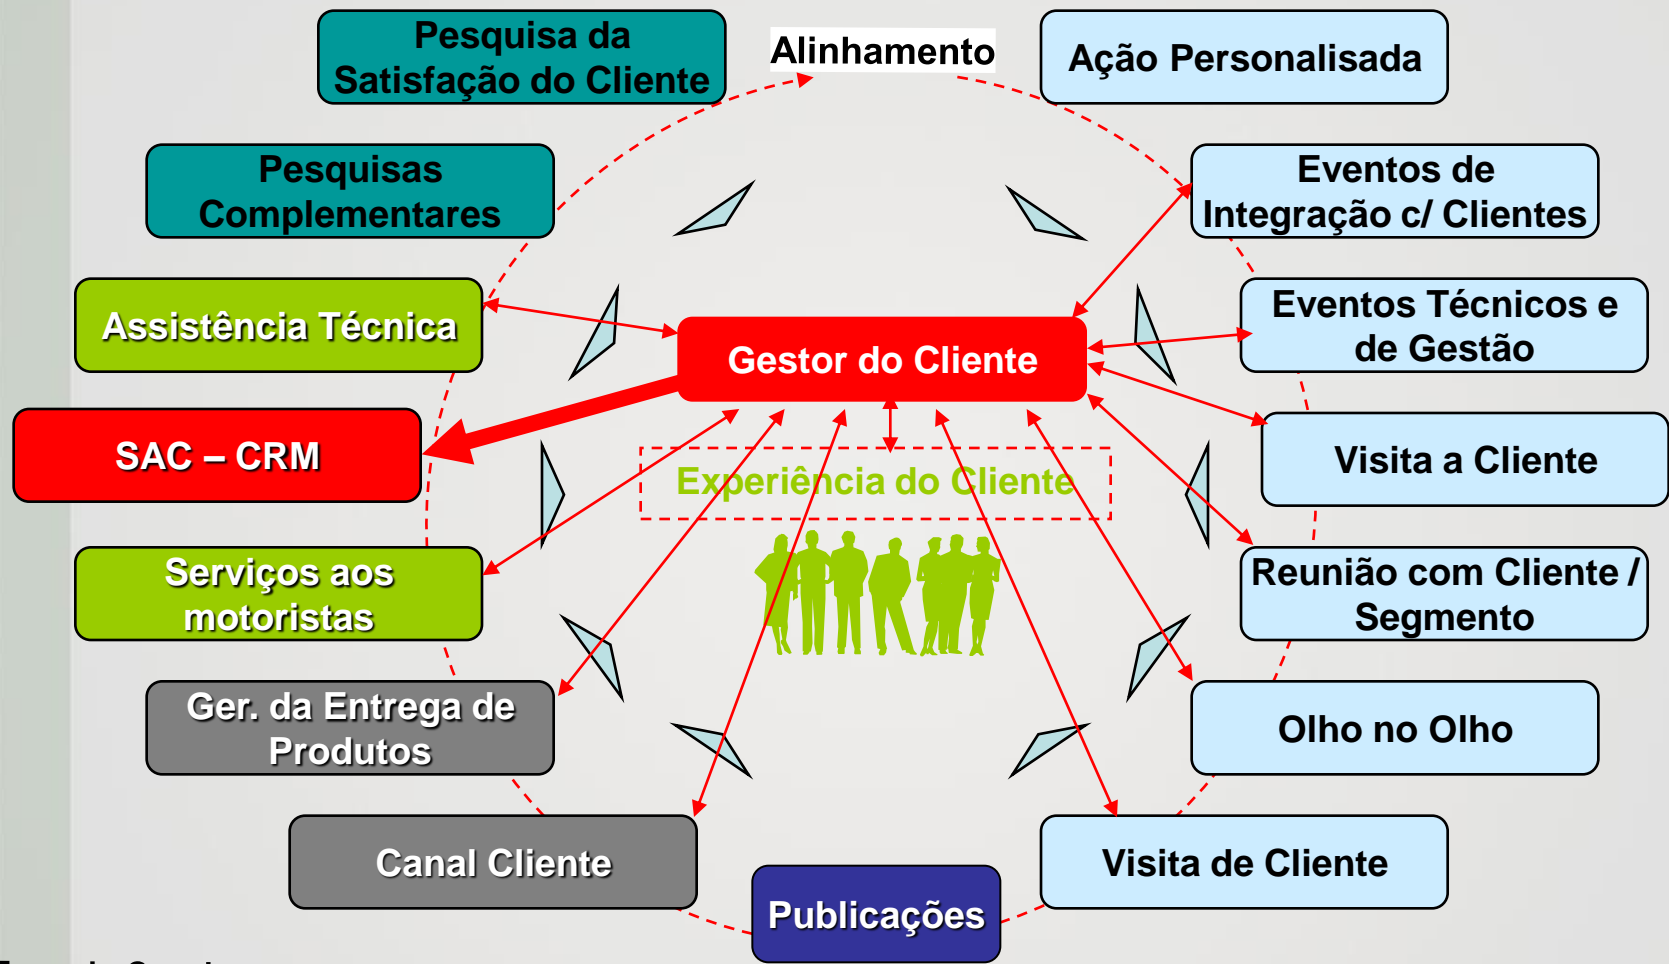 Pesquisa da
Satisfação do Cliente
Alinhamento
Ação Personalisada
Pesquisas
Complementares
Eventos de
Integração c/ Clientes
Assistência Técnica
Gestor do Cliente
Eventos Técnicos e
de Gestão
SAC – CRM
Experiência do Cliente
Visita a Cliente
Serviços aos
motoristas
Reunião com Cliente /
Segmento
Ger. da Entrega de
Produtos
Olho no Olho
Canal Cliente
Visita de Cliente
Publicações